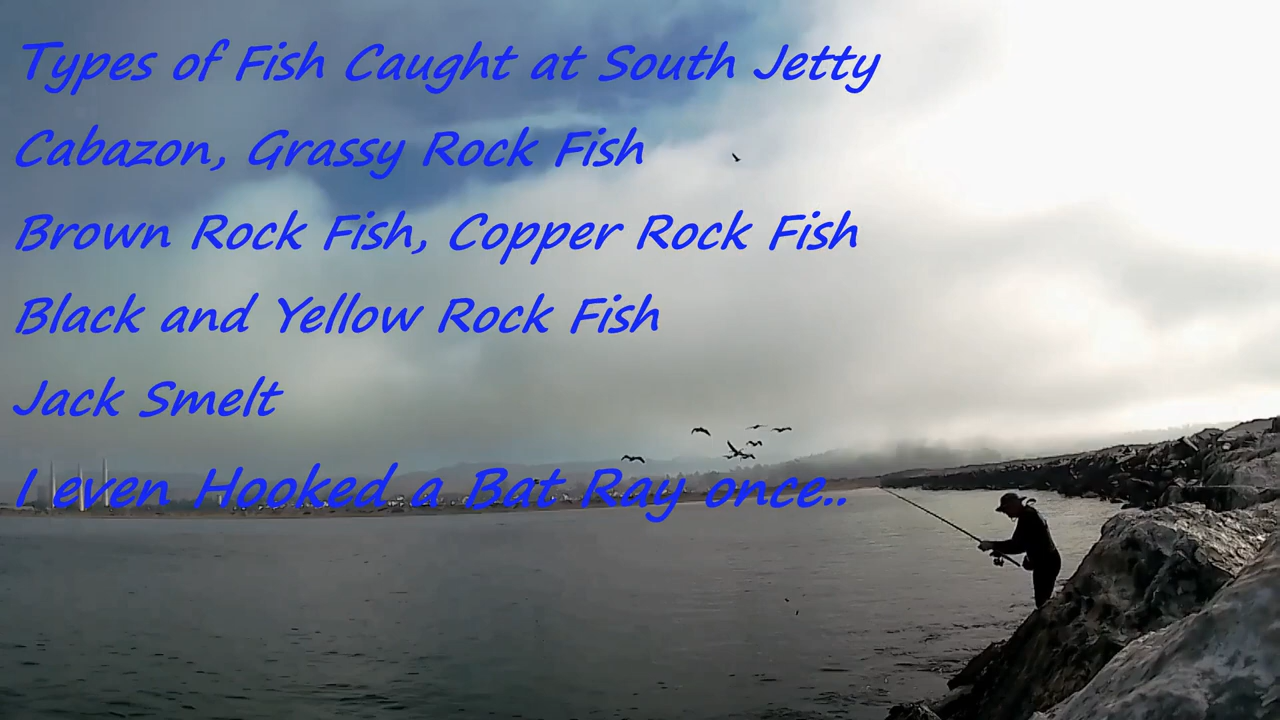 Types of Fish Caught at South Jetty
Cabazon, Grassy Rock Fish
Brown Rock Fish, Copper Rock Fish
Black and Yellow Rock Fish
Jack Smelt
I even Hooked a Bat Ray once..